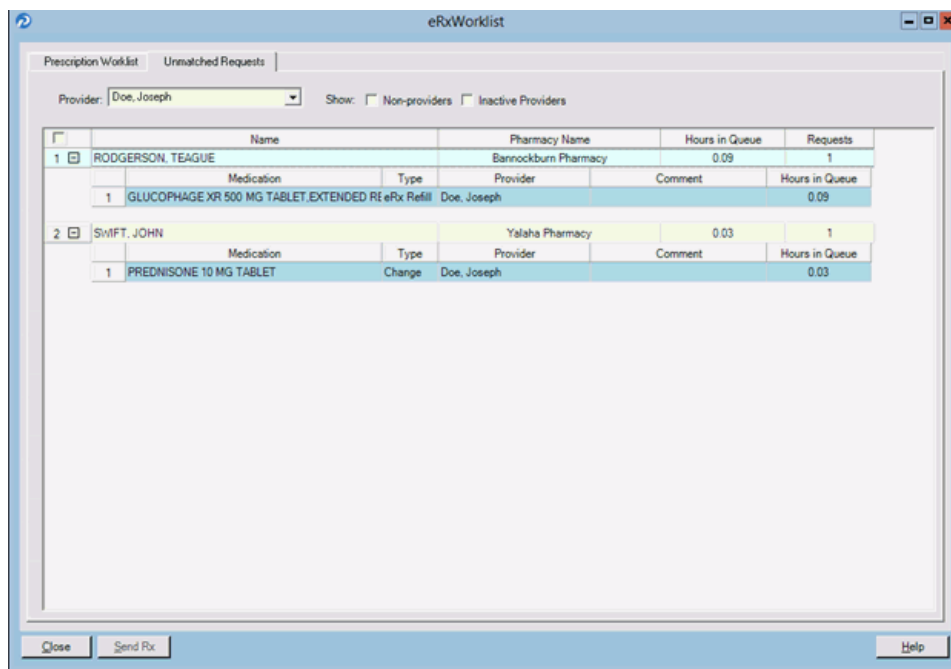 eRxWorklist
Prescription Worklist Unmatched Requests
Provider: Doe, Joseph Show: Non-providers Inactive Providers
Name Pharmacy Name Hours in Queue Requests
1 RODGERSON, TEAGUE Bannockburn Pharmacy 0.09 1
Medication Type Provider Comment Hours in Queue
1 GLUCOPHAGE XR 500 MG TABLET,EXTENDED RE eRx Refill Doe, Joseph 0.09
2 SWIFT, JOHN Yalaha Pharmacy 0.03 1
Medication Type Provider Comment Hours in Queue
1 PREDNISONE 10 MG TABLET Change Doe, Joseph 0.03
Close Send Rx Help